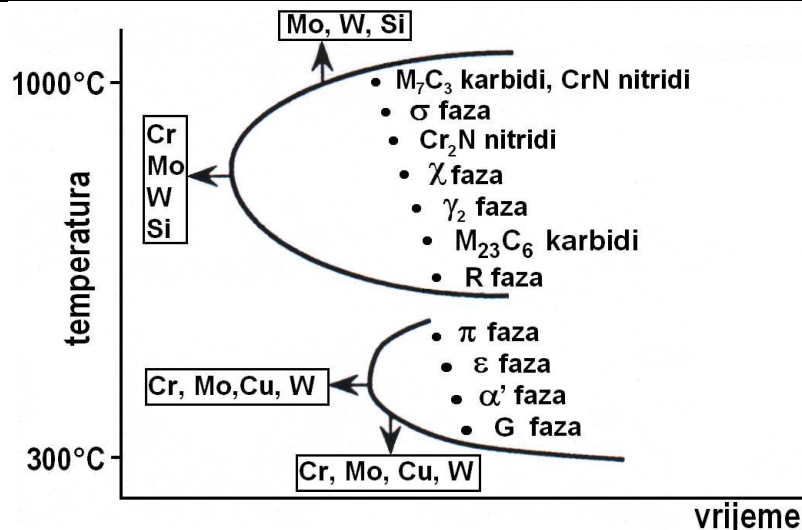 Mo, W, Si
1000°C
• M₇C₃ karbidi, CrN nitridi
• σ faza
• Cr₂N nitridi
• χ faza
• γ₂ faza
• M₂₃C₆ karbidi
• R faza
Cr
Mo
W
Si
temperatura
• π faza
• ε faza
• α’ faza
• G faza
Cr, Mo,Cu, W
300°C
Cr, Mo, Cu, W
vrijeme